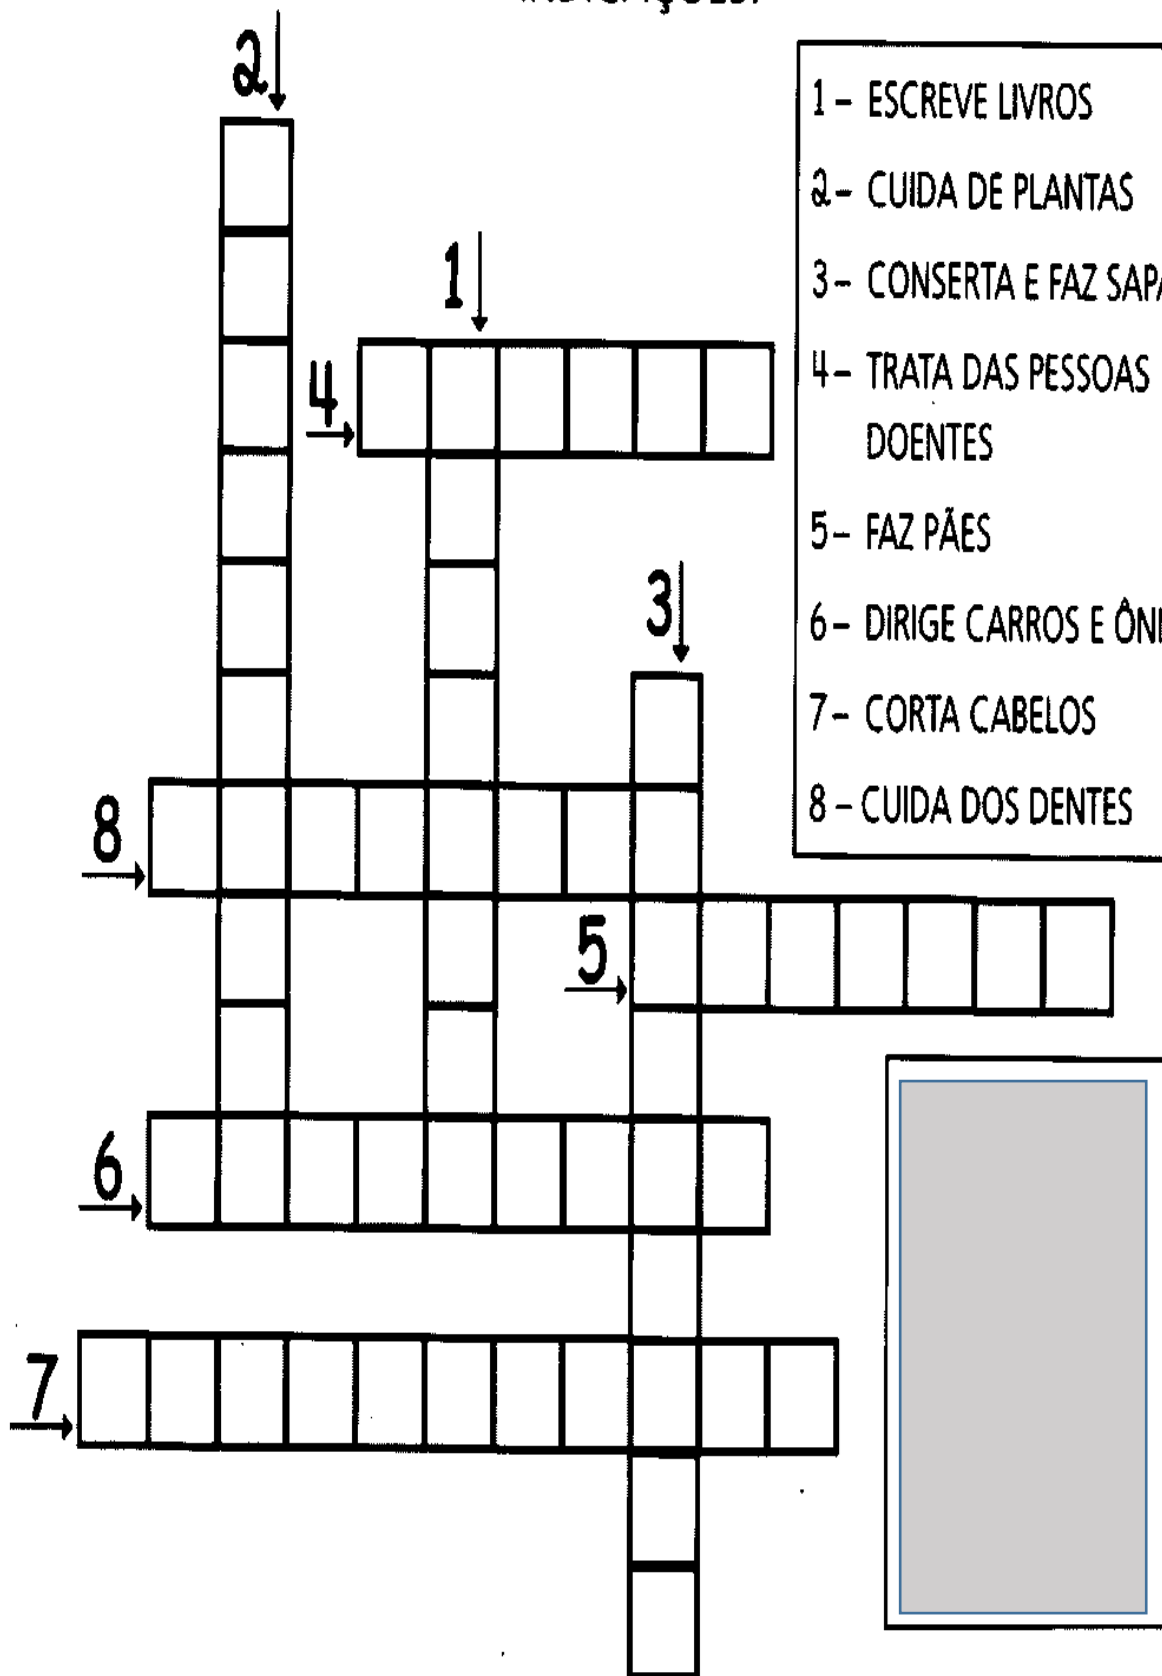 2
1 – ESCREVE LIVROS
2 – CUIDA DE PLANTAS
3 – CONSERTA E FAZ
4 – TRATA DAS PESSOAS
DOENTES
5 – FAZ PÃES
6 – DIRIGE CARROS E
7 – CORTA CABELOS
8 – CUIDA DOS DENTES
1
4
3
8
5
6
7